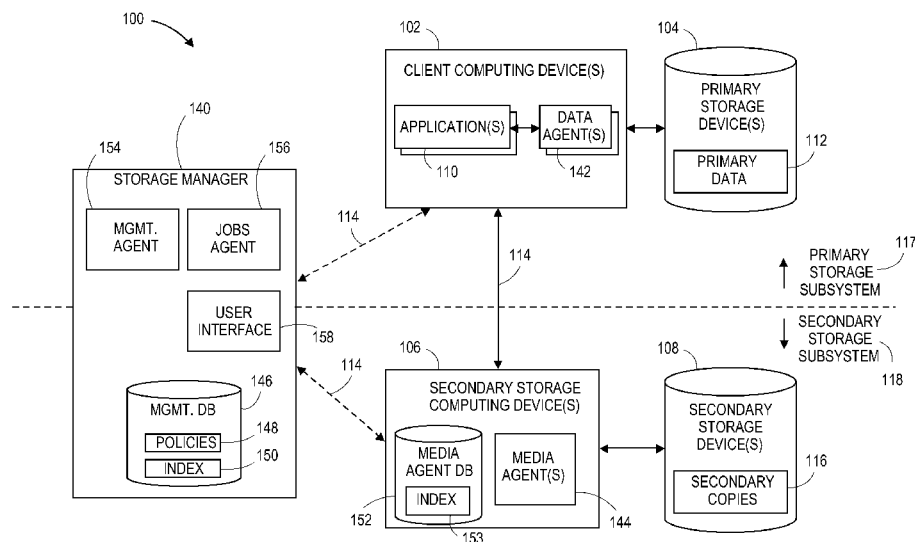 100
102
CLIENT COMPUTING DEVICE(S)
APPLICATION(S)
110
DATA
AGENT(S)
142
104
PRIMARY
STORAGE
DEVICE(S)
PRIMARY
DATA
112
140
154
156
STORAGE MANAGER
MGMT.
AGENT
JOBS
AGENT
114
114
117
PRIMARY
STORAGE
SUBSYSTEM
USER
INTERFACE
158
SECONDARY
STORAGE
SUBSYSTEM
118
114
146
MGMT. DB
POLICIES
148
INDEX
150
106
SECONDARY STORAGE
COMPUTING DEVICE(S)
MEDIA
AGENT DB
INDEX
152
153
MEDIA
AGENT(S)
144
108
SECONDARY
STORAGE
DEVICE(S)
SECONDARY
COPIES
116